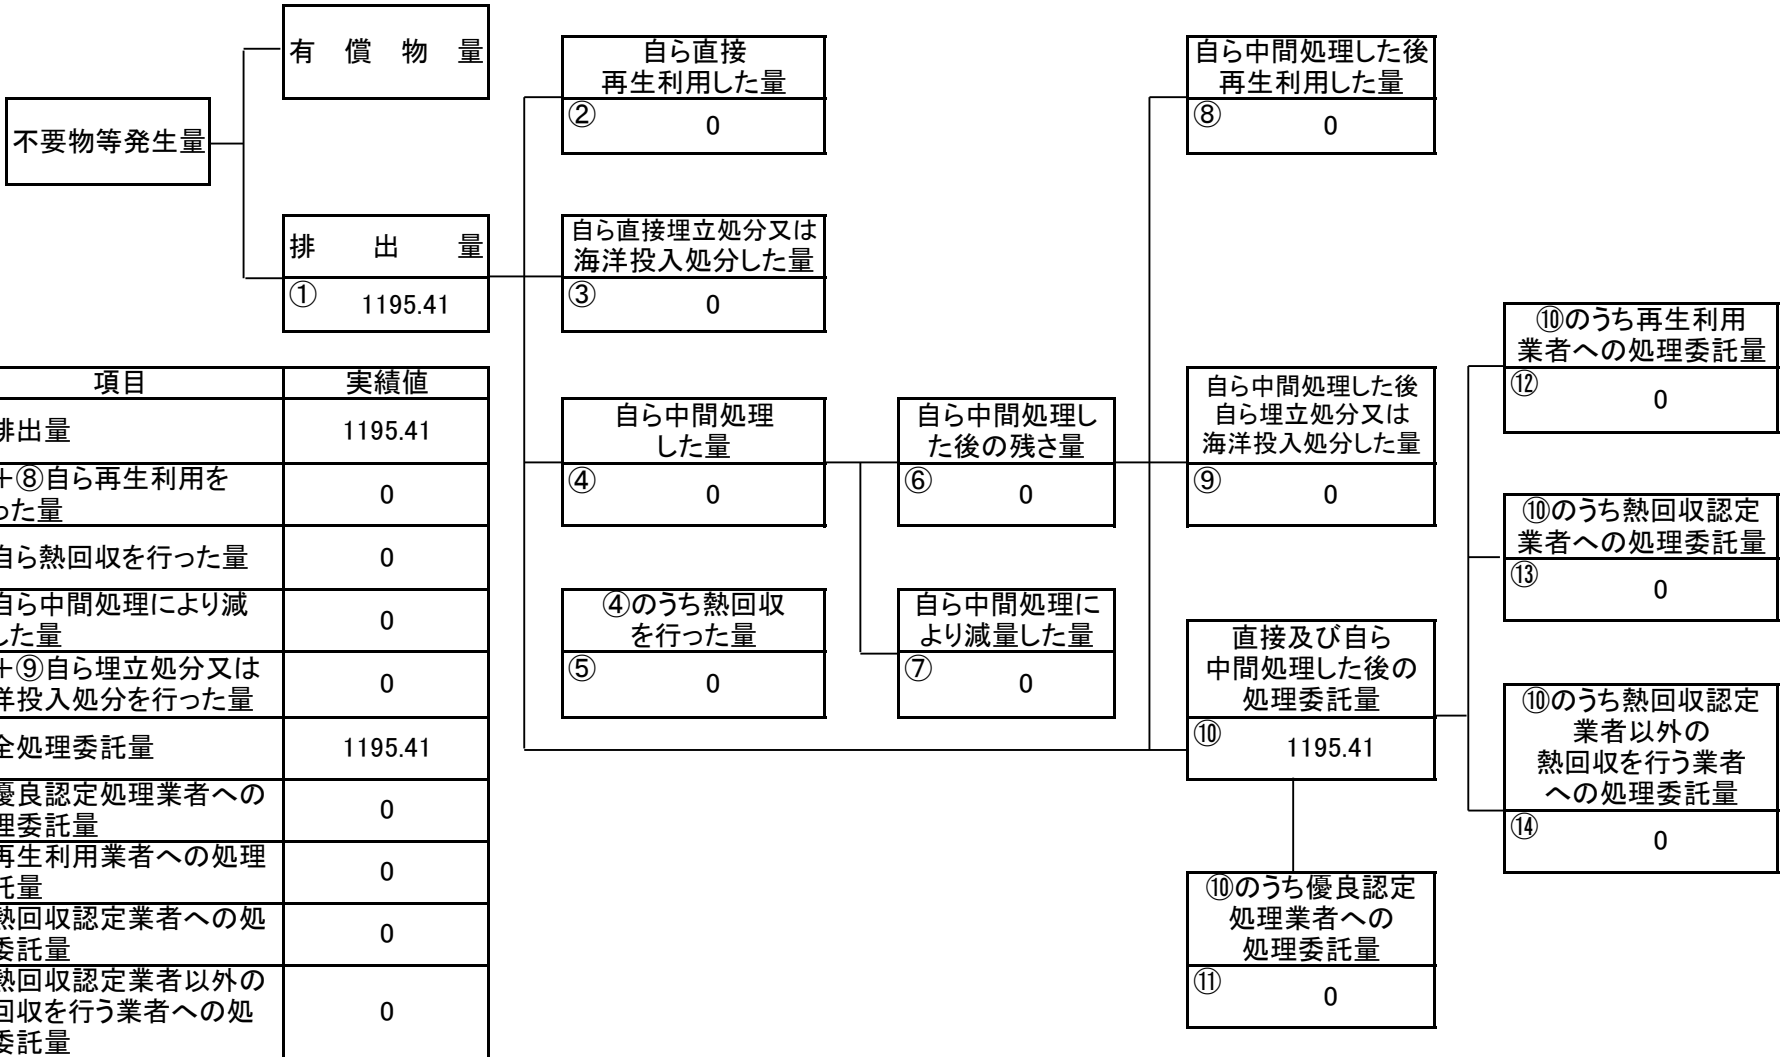 有償物量
不要物等発生量
排出量
① 1195.41
自ら直接
再生利用した量
② 0
自ら直接埋立処分又は
海洋投入処分した量
③ 0
自ら中間処理
した量
④ 0
④のうち熱回収
を行った量
⑤ 0
自ら中間処理し
た後の残さ量
⑥ 0
自ら中間処理に
より減量した量
⑦ 0
自ら中間処理した後
再生利用した量
⑧ 0
自ら中間処理した後
自ら埋立処分又は
海洋投入処分した量
⑨ 0
直接及び自ら
中間処理した後の
処理委託量
⑩ 1195.41
⑩のうち優良認定
処理業者への
処理委託量
⑪ 0
⑩のうち再生利用
業者への処理委託量
⑫ 0
⑩のうち熱回収認定
業者への処理委託量
⑬ 0
⑩のうち熱回収認定
業者以外の
熱回収を行う業者
への処理委託量
⑭ 0
項目 実績値
排出量 1195.41
+⑧自ら再生利用を
った量 0
自ら熱回収を行った量 0
自ら中間処理により減
した量 0
+⑨自ら埋立処分又は
洋投入処分を行った量 0
全処理委託量 1195.41
優良認定処理業者への
理委託量 0
再生利用業者への処理
託量 0
熱回収認定業者への処
委託量 0
熱回収認定業者以外の
回収を行う業者への処
委託量 0